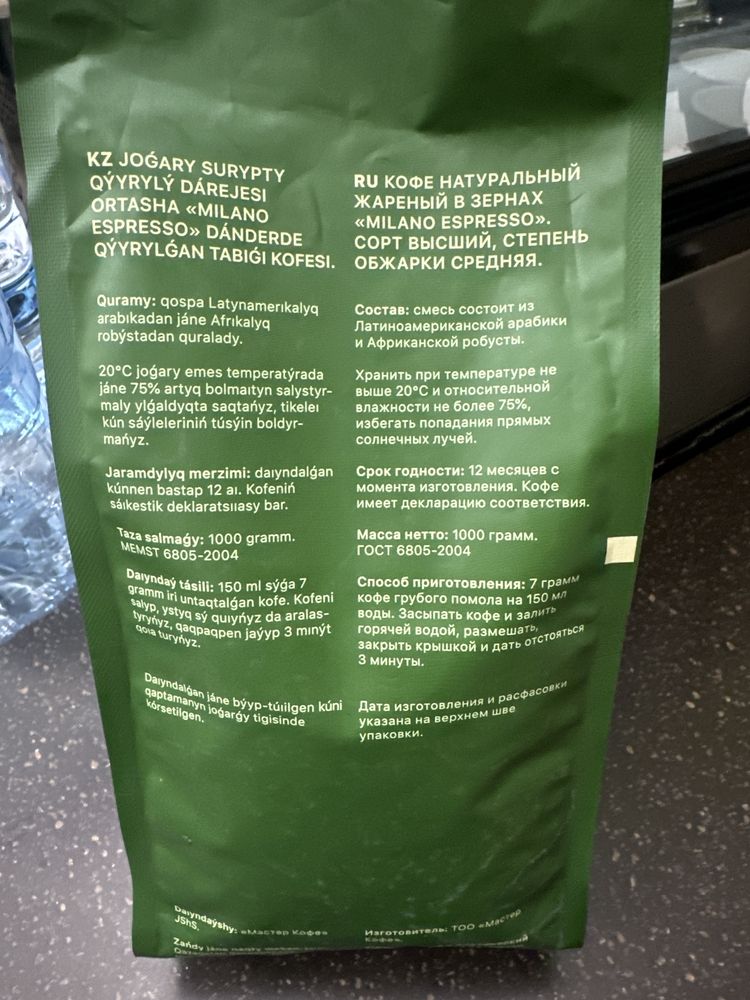 KZ JOǴARY SURYPTY
QÝYRYLÝ DÁREJESI
ORTASHA «MILANO
ESPRESSO» DÁNDERDE
QÝYRYLǴAN TABIǴI KOFESI.
Quramy: qospa Latynamerıkalyq
arabıkadan jáne Afrıkalyq
robýstadan quralady.
20°C joǵary emes temperatýrada
jáne 75% artyq bolmaıtyn salystyr-
maly ylǵaldyqta saqtańyz, tikeleı
kún sáýleleriniń túsýin boldyr-
mańyz.
Jaramdylyq merzimi: daıyndalǵan
kúnnen bastap 12 aı. Kofeniń
sáıkestik deklaratsııasy bar.
Taza salmaǵy: 1000 gramm.
MEMST 6805-2004
Daıyndaý tásili: 150 ml sýǵa 7
gramm iri untaqtalǵan kofe. Kofeni
salyp, ystyq sý quıyńyz da aralas-
tyryńyz, qaqpaqpen jaýyp 3 mınýt
qoıa turyńyz.
Daıyndalǵan jáne býyp-túıilgen kúni
qaptamanyn joǵarǵy tigisinde
kórsetilgen.
Daıyndaýshy: «Мастер Кофе»
JShS.
Zańdy jáne naqty
RU КОФЕ НАТУРАЛЬНЫЙ
ЖАРЕНЫЙ В ЗЕРНАХ
«MILANO ESPRESSO».
СОРТ ВЫСШИЙ, СТЕПЕНЬ
ОБЖАРКИ СРЕДНЯЯ.
Состав: смесь состоит из
Латиноамериканской арабики
и Африканской робусты.
Хранить при температуре не
выше 20°C и относительной
влажности не более 75%,
избегать попадания прямых
солнечных лучей.
Срок годности: 12 месяцев с
момента изготовления. Кофе
имеет декларацию соответствия.
Масса нетто: 1000 грамм.
ГОСТ 6805-2004
Способ приготовления: 7 грамм
кофе грубого помола на 150 мл
воды. Засыпать кофе и залить
горячей водой, размешать,
закрыть крышкой и дать отстояться
3 минуты.
Дата изготовления и расфасовки
указана на верхнем шве
упаковки.
Изготовитель: ТОО «Мастер
Кофе».